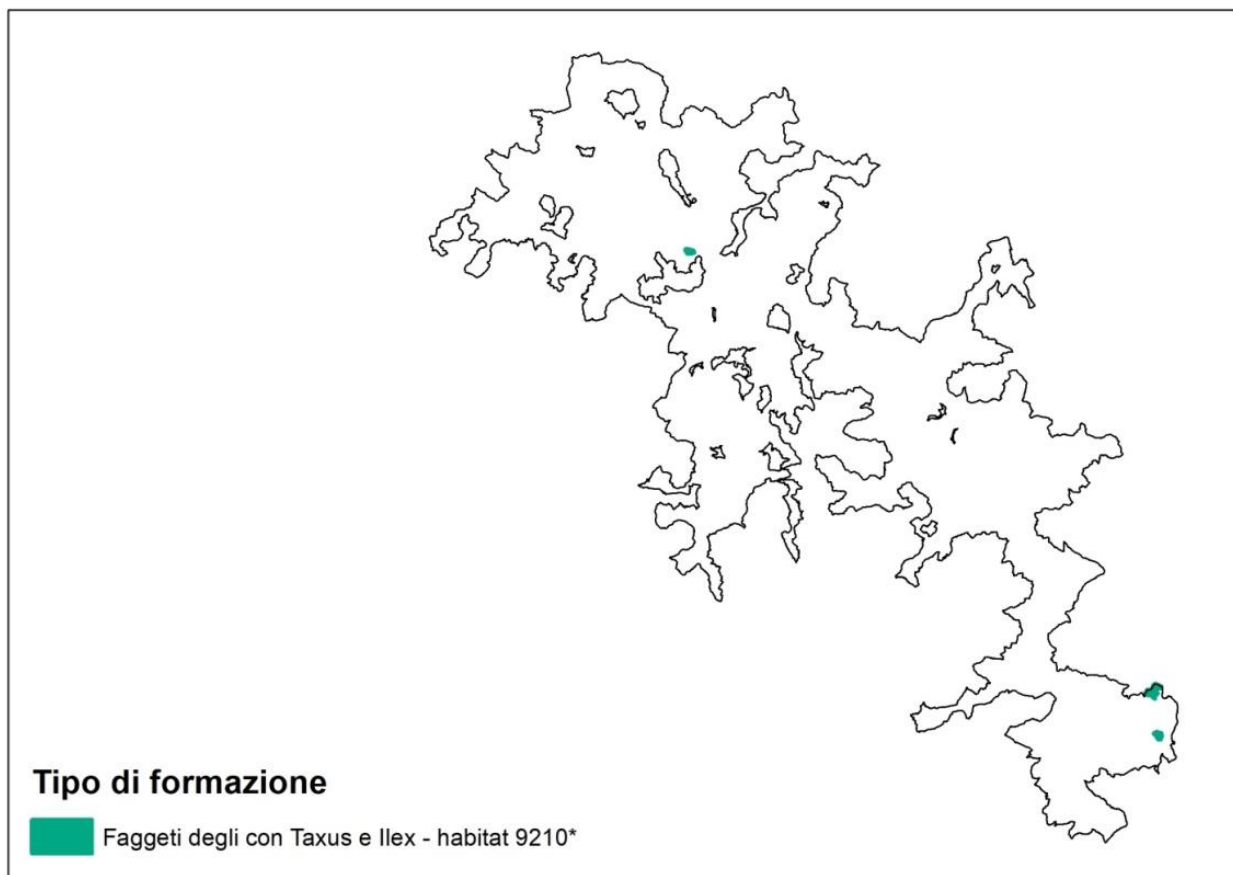 Tipo di formazione
Faggeti degli con Taxus e Ilex - habitat 9210*